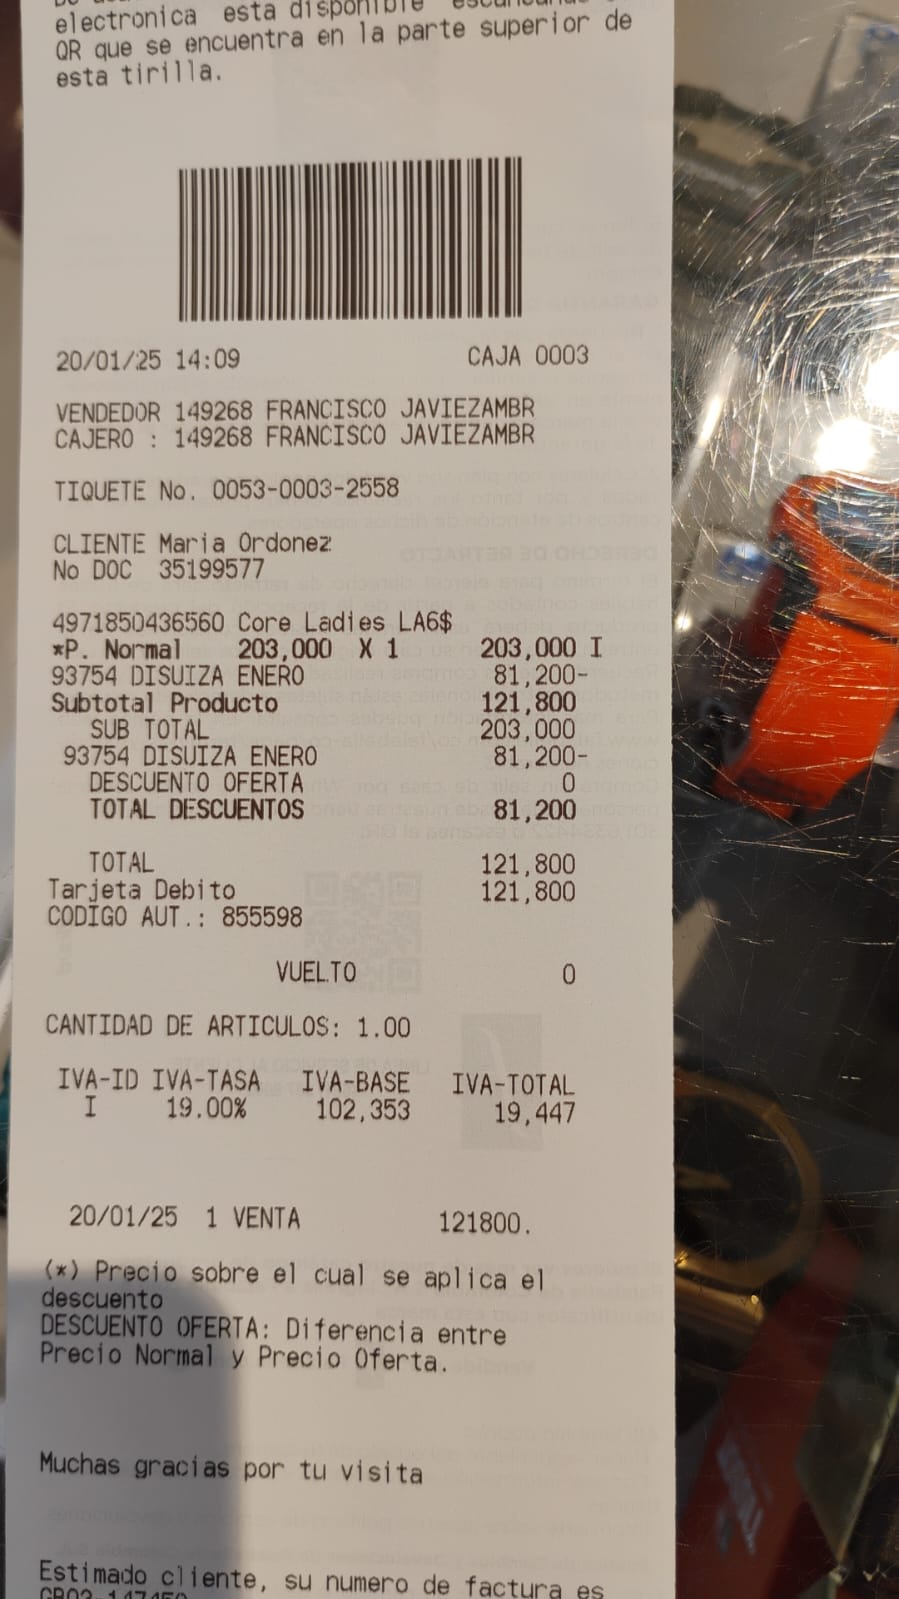 electronica esta disponible
QR que se encuentra en la parte superior de
esta tirilla.
20/01/25 14:09 CAJA 0003
VENDEDOR 149268 FRANCISCO JAVIEZAMBR
CAJERO : 149268 FRANCISCO JAVIEZAMBR
TIQUETE No. 0053-0003-2558
CLIENTE Maria Ordonez
No DOC 35199577
4971850436560 Core Ladies LA6$
*P. Normal 203,000 X 1 203,000 I
93754 DISUIZA ENERO 81,200-
Subtotal Producto 121,800
SUB TOTAL 203,000
93754 DISUIZA ENERO 81,200-
DESCUENTO OFERTA 0
TOTAL DESCUENTOS 81,200
TOTAL 121,800
Tarjeta Debito 121,800
CODIGO AUT.: 855598
VUELTO 0
CANTIDAD DE ARTICULOS: 1.00
IVA-ID IVA-TASA IVA-BASE IVA-TOTAL
I 19.00% 102,353 19,447
20/01/25 1 VENTA 121800.
(*) Precio sobre el cual se aplica el
descuento
DESCUENTO OFERTA: Diferencia entre
Precio Normal y Precio Oferta.
Muchas gracias por tu visita
Estimado cliente, su numero de factura es